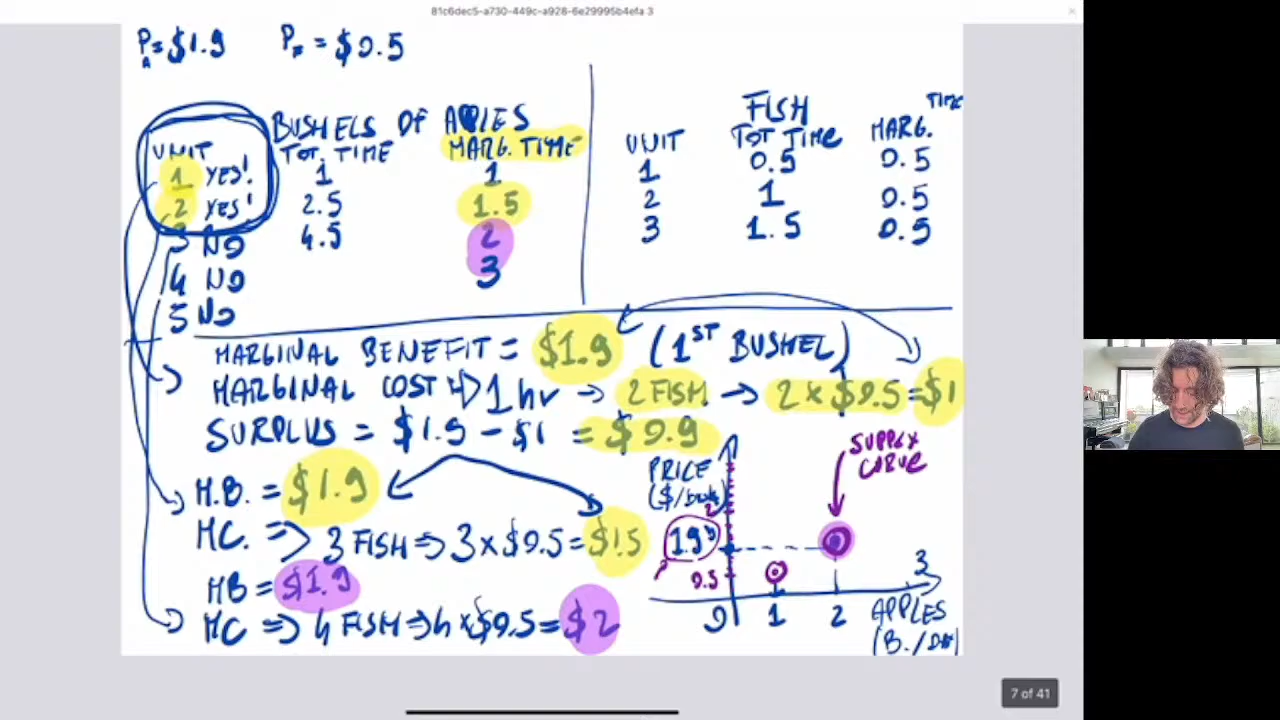 81c6dec5-a730-449c-a928-6e29995b4efa 3
P_A = $1.9 P_F = $0.5
BUSHELS OF APPLES
UNIT TOT. TIME MARG. TIME
1 YES! 1 1
2 YES! 2.5 1.5
3 NO 4.5 2
4 NO 3
5 NO
FISH
UNIT TOT TIME MARG. TIME
1 0.5 0.5
2 1 0.5
3 1.5 0.5
MARGINAL BENEFIT = $1.9 (1ST BUSHEL)
MARGINAL COST => 1 hr -> 2 FISH -> 2 x $0.5 = $1
SURPLUS = $1.9 - $1 = $0.9
M.B. = $1.9
MC. => 3 FISH => 3 x $0.5 = $1.5
MB = $1.9
MC => 4 FISH => 4 x $0.5 = $2
SUPPLY
CURVE
PRICE
2
1.9
0.5
0 1 2 3
APPLES
7 of 41